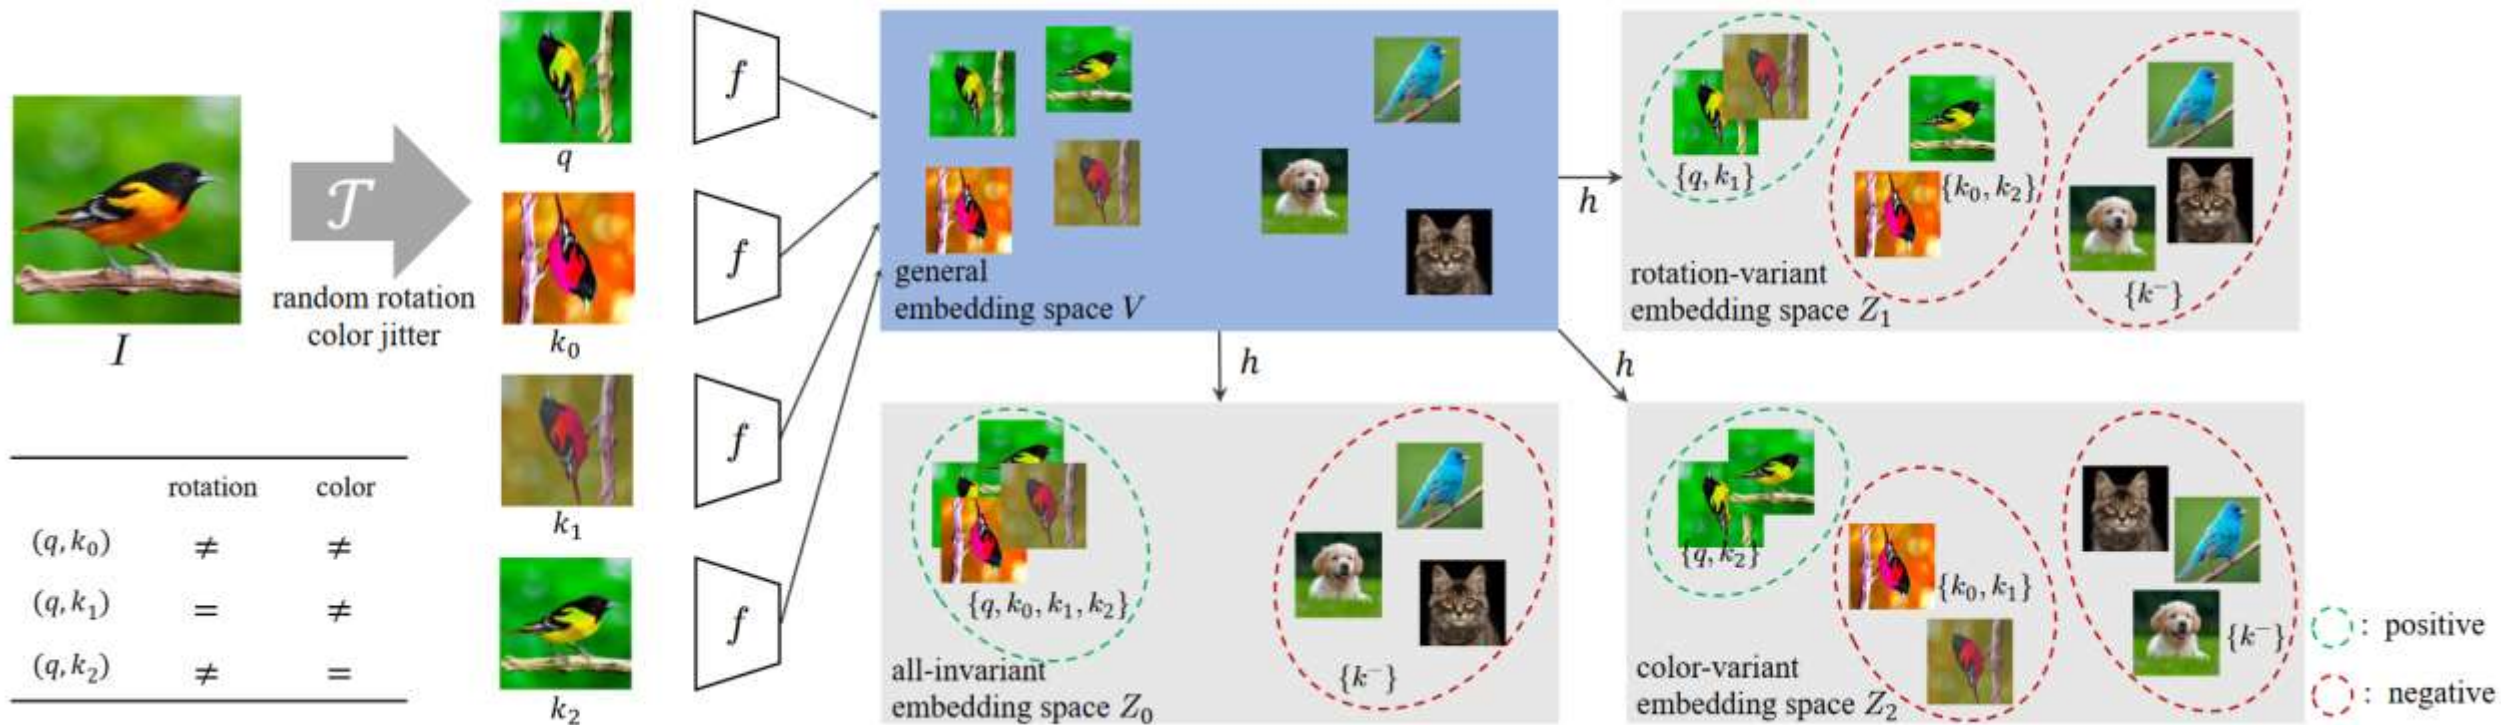 I
𝒯
random rotation
color jitter
rotation color
(q, k₀) ≠ ≠
(q, k₁) = ≠
(q, k₂) ≠ =
q
k₀
k₁
k₂
f
f
f
f
general
embedding space V
h
h
h
all-invariant
embedding space Z₀
{q, k₀, k₁, k₂}
{k⁻}
{q, k₁}
{k₀, k₂}
{k⁻}
rotation-variant
embedding space Z₁
{q, k₂}
{k₀, k₁}
{k⁻}
color-variant
embedding space Z₂
: positive
: negative